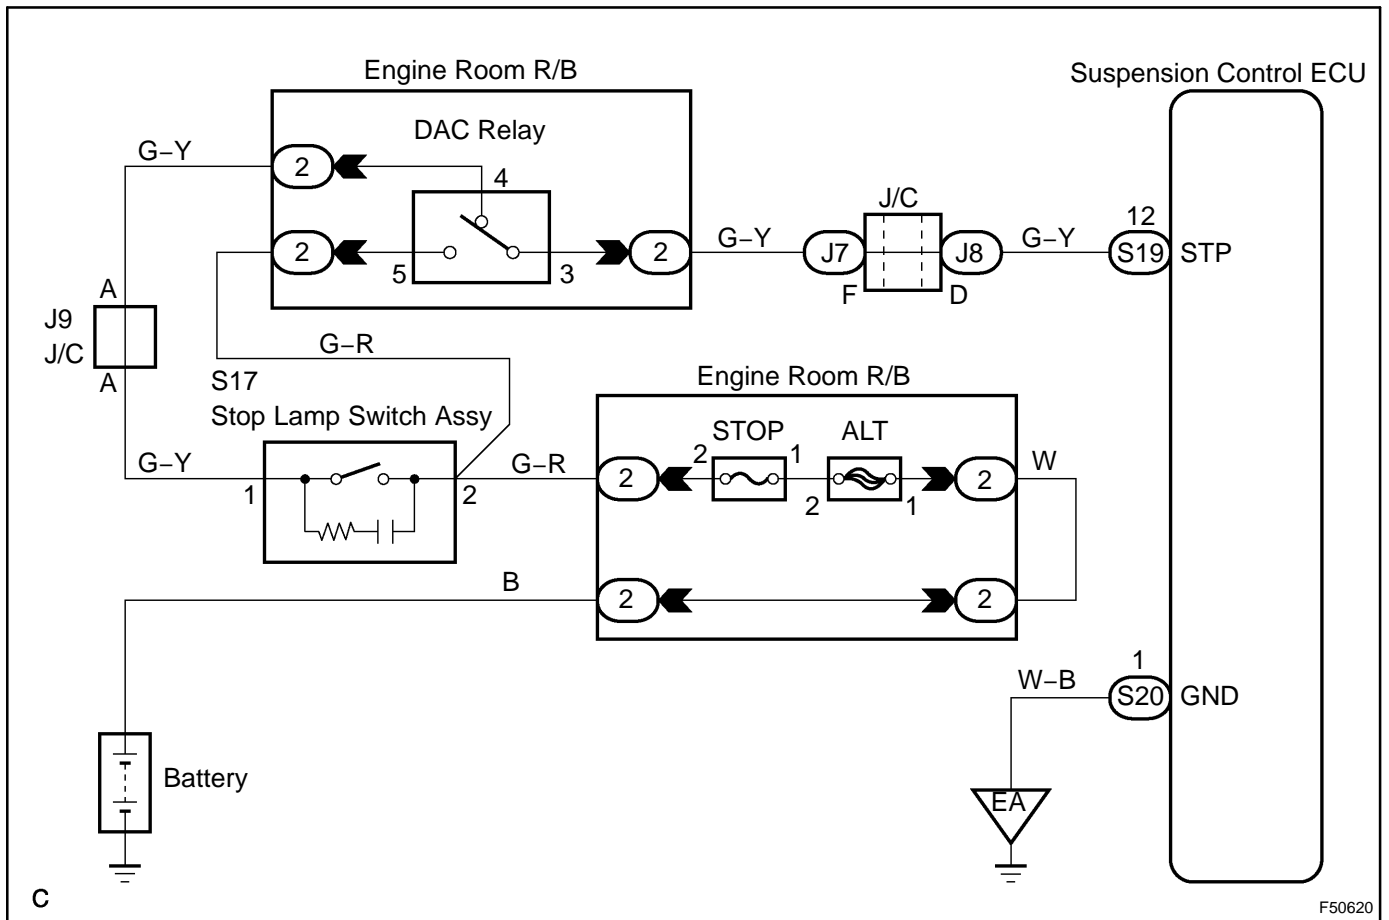 Engine Room R/B
Suspension Control ECU
DAC Relay
G–Y
2
4
J/C
12
2
5
3
2
G–Y
J7
J8
G–Y
S19
STP
F
D
A
J9
J/C
A
G–R
S17
Stop Lamp Switch Assy
Engine Room R/B
STOP
ALT
G–Y
1
2
G–R
2
2
1
2
1
2
W
B
2
2
1
W–B
S20
GND
EA
Battery
C
F50620